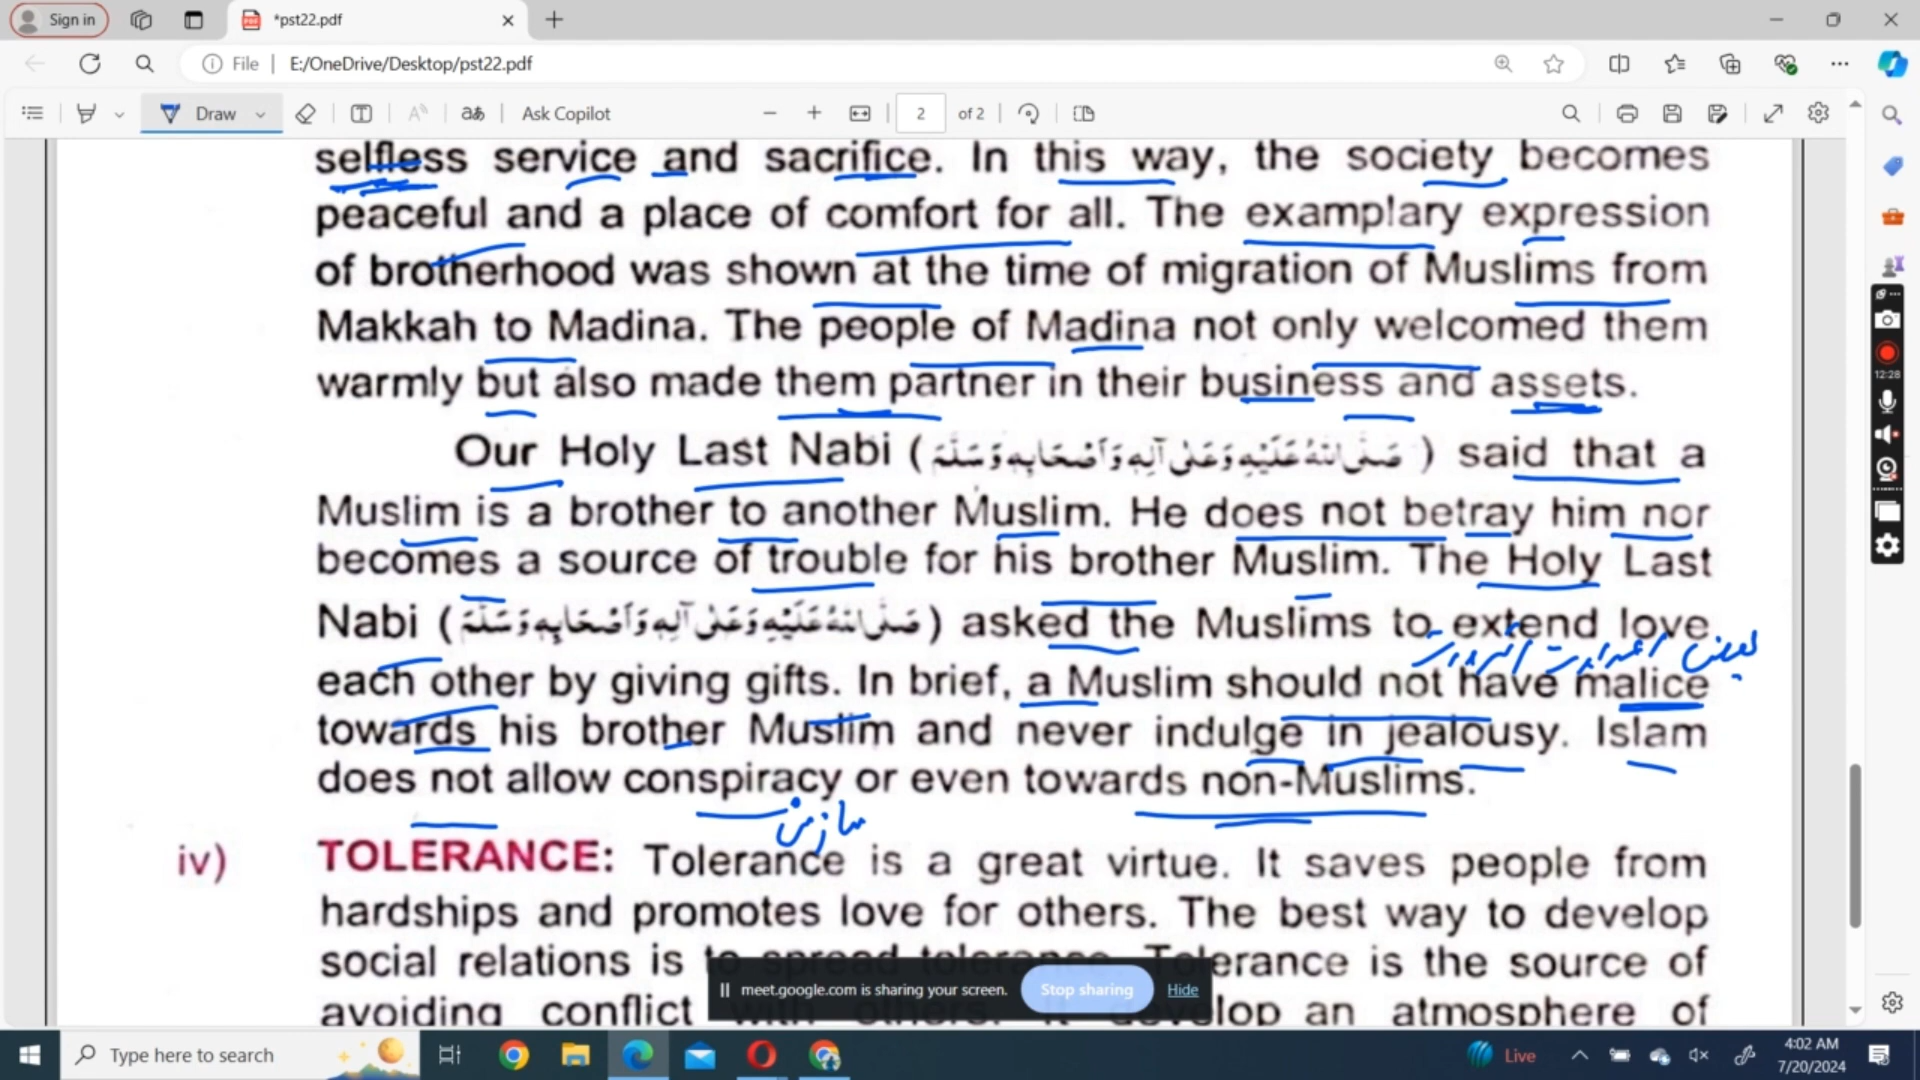 Sign in
*pst22.pdf
File
E:/OneDrive/Desktop/pst22.pdf
Draw
Ask Copilot
2 of 2
selfless service and sacrifice. In this way, the society becomes
peaceful and a place of comfort for all. The examplary expression
of brotherhood was shown at the time of migration of Muslims from
Makkah to Madina. The people of Madina not only welcomed them
warmly but also made them partner in their business and assets.
Our Holy Last Nabi (صَلَّى اللهُ عَلَيْهِ وَعَلٰى آلِهٖ وَاَصْحَابِهٖ وَسَلَّمَ) said that a
Muslim is a brother to another Muslim. He does not betray him nor
becomes a source of trouble for his brother Muslim. The Holy Last
Nabi (صَلَّى اللهُ عَلَيْهِ وَعَلٰى آلِهٖ وَاَصْحَابِهٖ وَسَلَّمَ) asked the Muslims to extend love
each other by giving gifts. In brief, a Muslim should not have malice
towards his brother Muslim and never indulge in jealousy. Islam
does not allow conspiracy or even towards non-Muslims.
سازش
iv) TOLERANCE: Tolerance is a great virtue. It saves people from
hardships and promotes love for others. The best way to develop
social relations is to spread tolerance. Tolerance is the source of
avoiding conflict with others. It develop an atmosphere of
meet.google.com is sharing your screen.
Stop sharing
Hide
12:28
Type here to search
Live
4:02 AM
7/20/2024